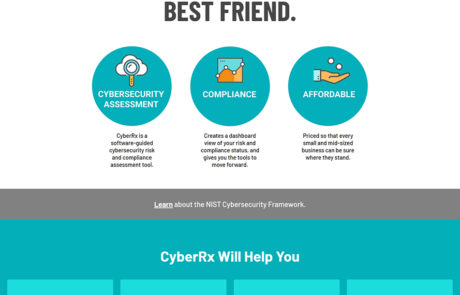 BEST FRIEND.
CYBERSECURITY
ASSESSMENT
COMPLIANCE
AFFORDABLE
CyberRx is a
software-guided
cybersecurity risk
and compliance
assessment tool.
Creates a dashboard
view of your risk and
compliance status, and
gives you the tools to
move forward.
Priced so that every
small and mid-sized
business can be sure
where they stand.
Learn about the NIST Cybersecurity Framework.
CyberRx Will Help You